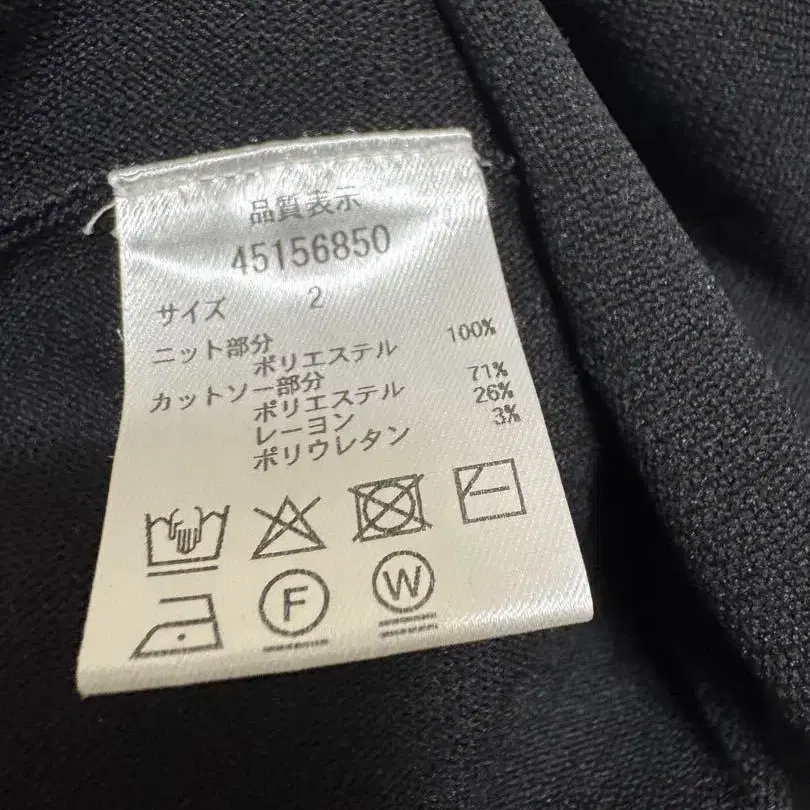 品質表示
45156850
サイズ 2
ニット部分
ポリエステル 100%
カットソー部分
ポリエステル 71%
レーヨン 26%
ポリウレタン 3%
F W